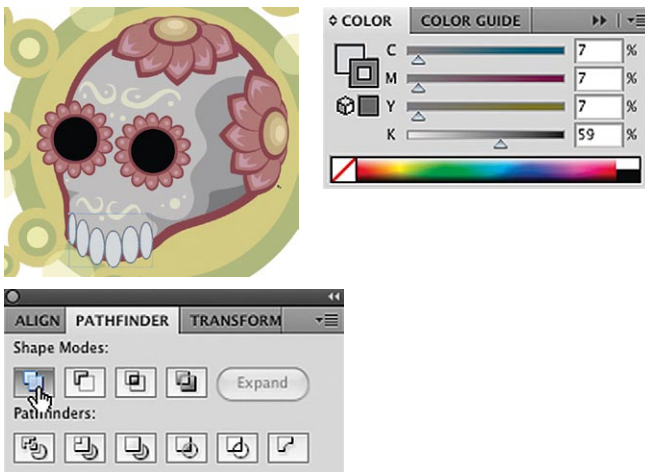 COLOR COLOR GUIDE
C 7 %
M 7 %
Y 7 %
K 59 %
ALIGN PATHFINDER TRANSFORM
Shape Modes:
Expand
Pathfinders: